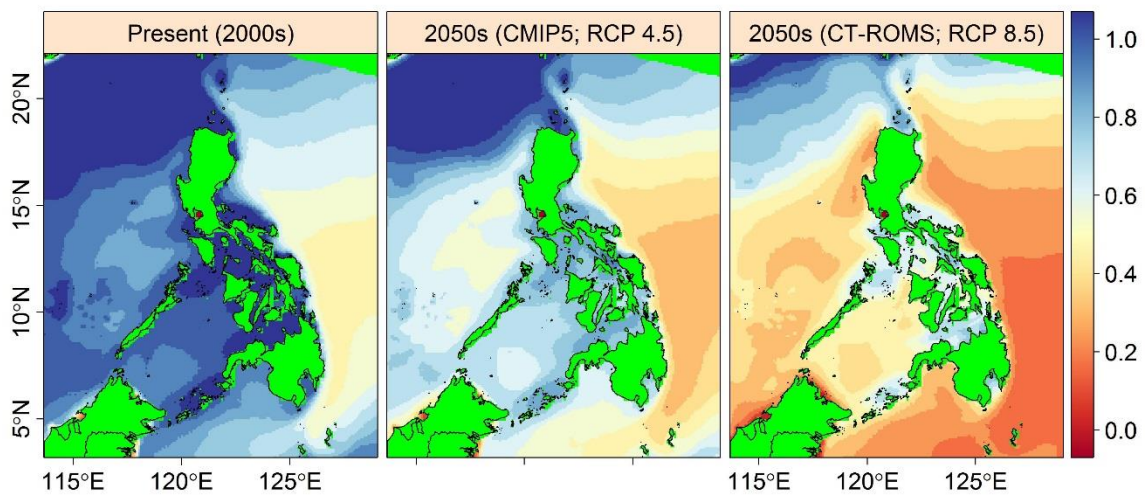 Present (2000s)
2050s (CMIP5; RCP 4.5)
2050s (CT-ROMS; RCP 8.5)
20°N
15°N
10°N
5°N
115°E
120°E
125°E
115°E
120°E
125°E
1.0
0.8
0.6
0.4
0.2
0.0